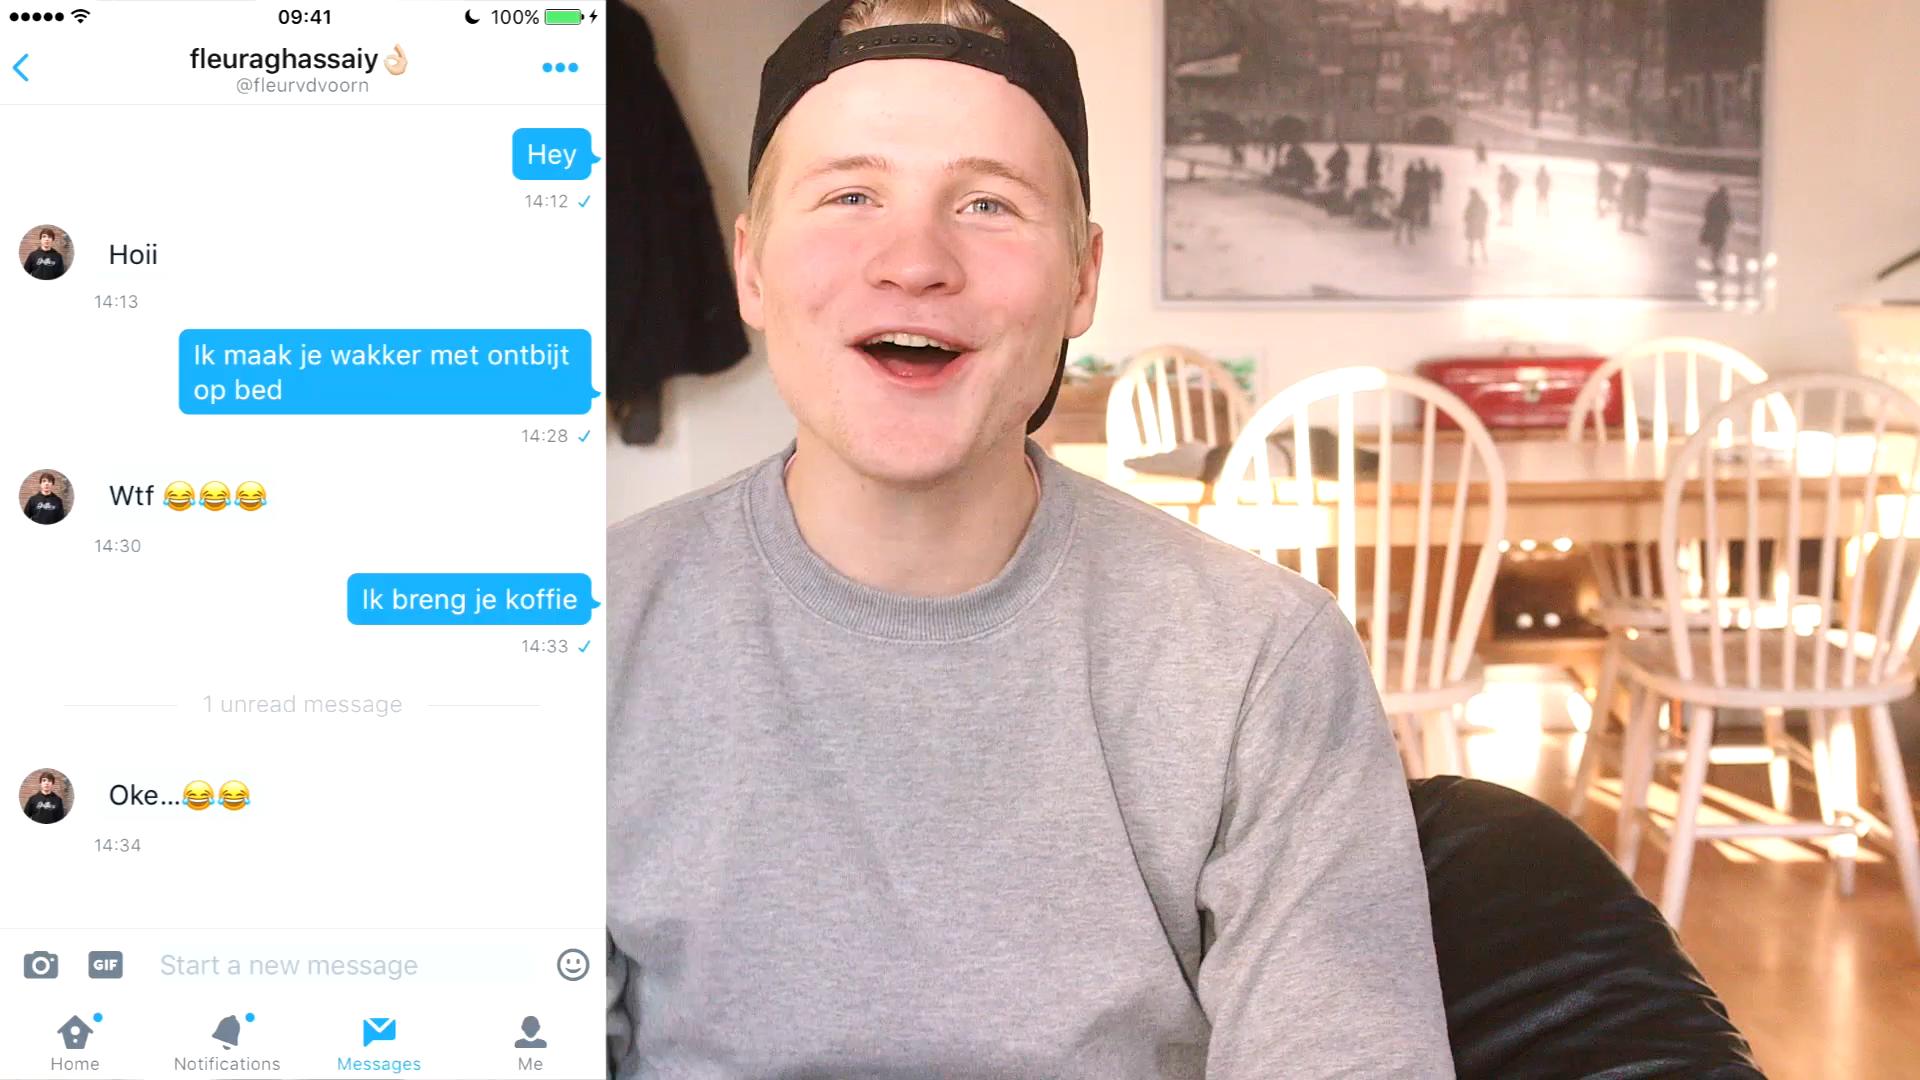 09:41
100%
fleuraghassaiy👌🏻
@fleurvdvoorn
Hey
14:12 ✓
Hoii
14:13
Ik maak je wakker met ontbijt
op bed
14:28 ✓
Wtf 😂😂😂
14:30
Ik breng je koffie
14:33 ✓
1 unread message
Oke...😂😂
14:34
GIF
Start a new message
Home
Notifications
Messages
Me